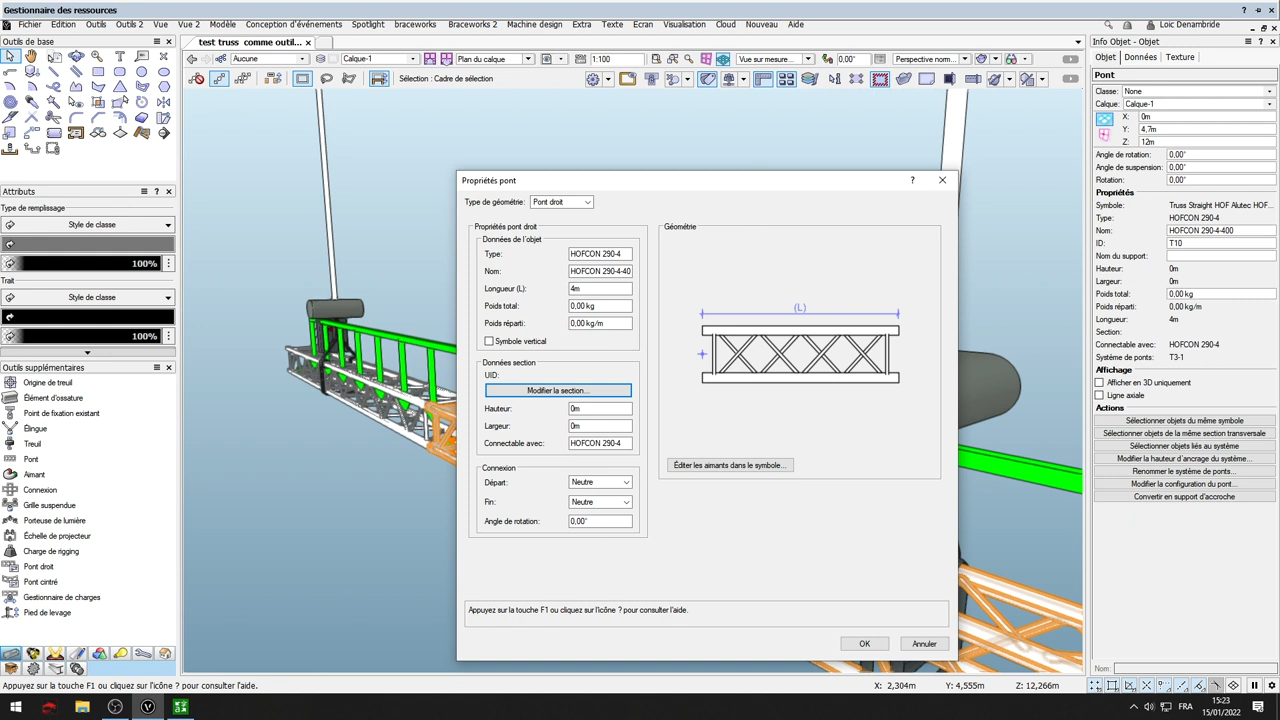 Gestionnaire des ressources
Fichier Edition Outils Outils 2 Vue Vue 2 Modèle Conception d'événements Spotlight braceworks Braceworks 2 Machine design Extra Texte Ecran Visualisation Cloud Nouveau Aide
Loic Denambride
Outils de base
test truss comme outil...
Aucune
Calque-1
Plan du calque
1:100
Vue sur mesure...
0,00°
Perspective norm...
Sélection : Cadre de sélection
Attributs
Type de remplissage
Style de classe
100%
Trait
Style de classe
100%
Outils supplémentaires
Origine de treuil
Élément d'ossature
Point de fixation existant
Élingue
Treuil
Pont
Aimant
Connexion
Grille suspendue
Porteuse de lumière
Échelle de projecteur
Charge de rigging
Pont droit
Pont cintré
Gestionnaire de charges
Pied de levage
Propriétés pont
Type de géométrie: Pont droit
Propriétés pont droit
Données de l'objet
Type: HOFCON 290-4
Nom: HOFCON 290-4-40
Longueur (L): 4m
Poids total: 0,00 kg
Poids réparti: 0,00 kg/m
Symbole vertical
Données section
UID:
Modifier la section...
Hauteur: 0m
Largeur: 0m
Connectable avec: HOFCON 290-4
Connexion
Départ: Neutre
Fin: Neutre
Angle de rotation: 0,00°
Géométrie
(L)
Éditer les aimants dans le symbole...
Appuyez sur la touche F1 ou cliquez sur l'icône ? pour consulter l'aide.
OK Annuler
Info Objet - Objet
Objet Données Texture
Pont
Classe: None
Calque: Calque-1
X: 0m
Y: 4,7m
Z: 12m
Angle de rotation: 0,00°
Angle de suspension: 0,00°
Rotation: 0,00°
Propriétés
Symbole: Truss Straight HOF Alutec HOF...
Type: HOFCON 290-4
Nom: HOFCON 290-4-400
ID: T10
Nom du support:
Hauteur: 0m
Largeur: 0m
Poids total: 0,00 kg
Poids réparti: 0,00 kg/m
Longueur: 4m
Section:
Connectable avec: HOFCON 290-4
Système de ponts: T3-1
Affichage
Afficher en 3D uniquement
Ligne axiale
Actions
Sélectionner objets du même symbole
Sélectionner objets de la même section transversale
Sélectionner objets liés au système
Modifier la hauteur d'ancrage du système...
Renommer le système de ponts...
Modifier la configuration du pont...
Convertir en support d'accroche
Nom:
Appuyez sur la touche F1 ou cliquez sur l'icône ? pour consulter l'aide.
X: 2,304m Y: 4,555m Z: 12,266m
FRA
15:23
15/01/2022